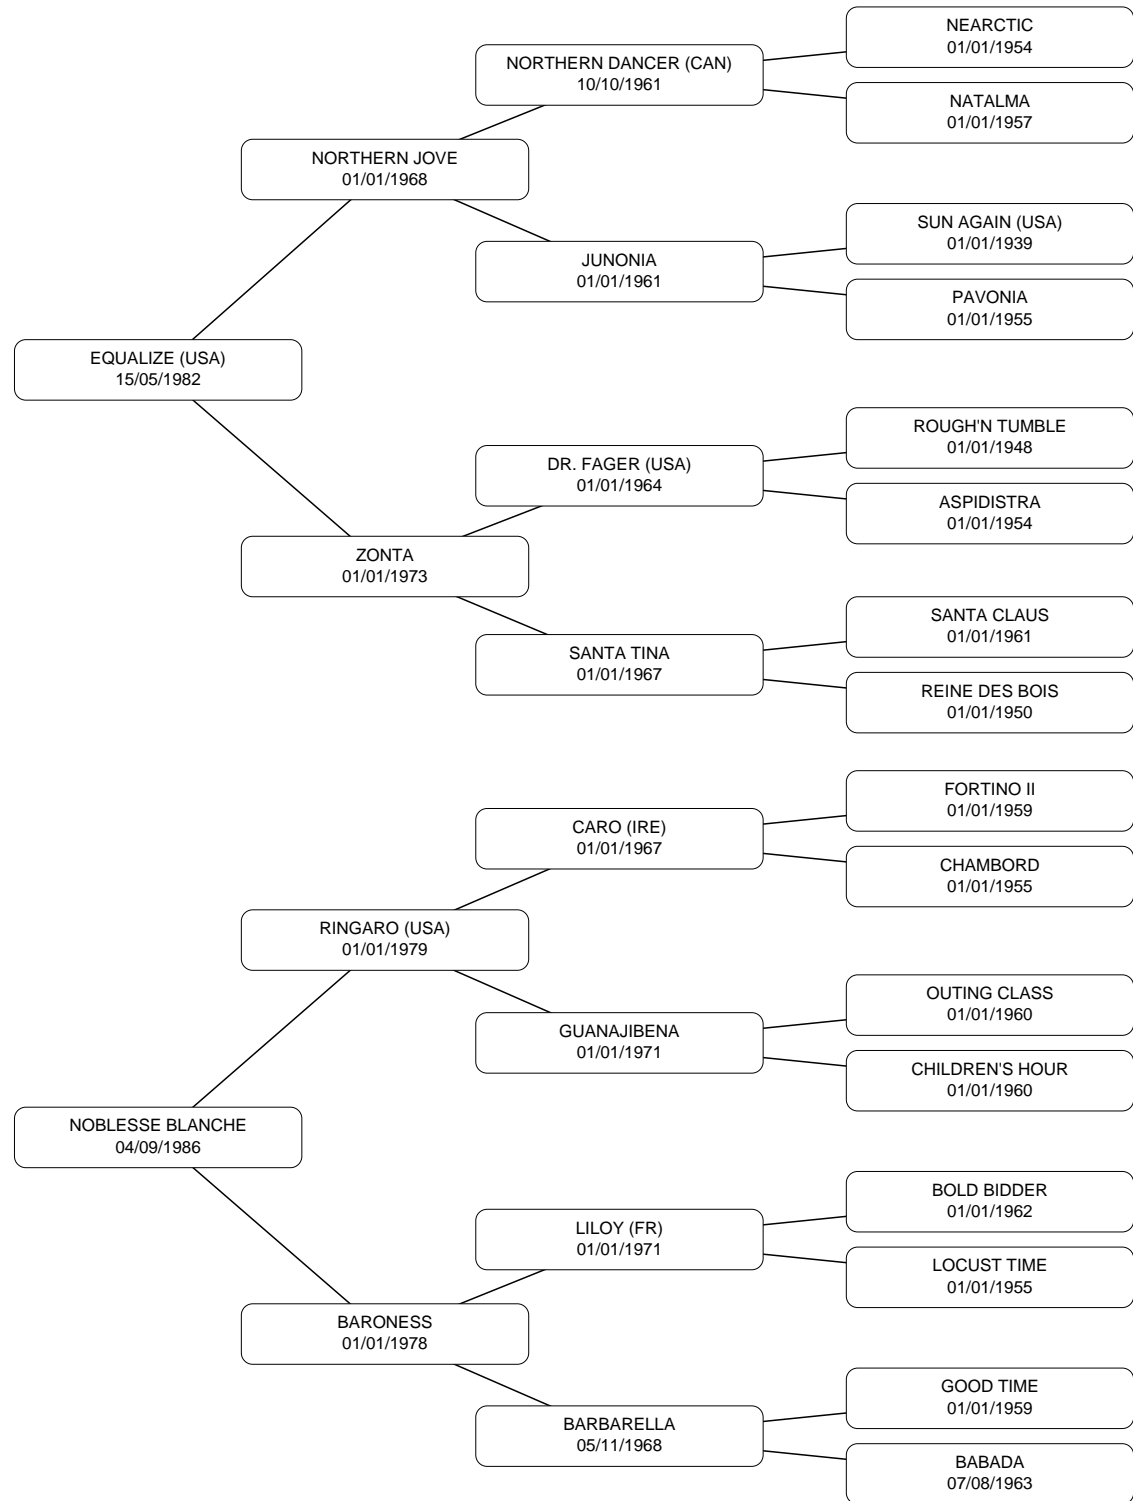 NEARCTIC
01/01/1954
NORTHERN DANCER (CAN)
10/10/1961
NATALMA
01/01/1957
NORTHERN JOVE
01/01/1968
SUN AGAIN (USA)
01/01/1939
JUNONIA
01/01/1961
PAVONIA
01/01/1955
EQUALIZE (USA)
15/05/1982
ROUGH'N TUMBLE
01/01/1948
DR. FAGER (USA)
01/01/1964
ASPIDISTRA
01/01/1954
ZONTA
01/01/1973
SANTA CLAUS
01/01/1961
SANTA TINA
01/01/1967
REINE DES BOIS
01/01/1950
FORTINO II
01/01/1959
CARO (IRE)
01/01/1967
CHAMBORD
01/01/1955
RINGARO (USA)
01/01/1979
OUTING CLASS
01/01/1960
GUANAJIBENA
01/01/1971
CHILDREN'S HOUR
01/01/1960
NOBLESSE BLANCHE
04/09/1986
BOLD BIDDER
01/01/1962
LILOY (FR)
01/01/1971
LOCUST TIME
01/01/1955
BARONESS
01/01/1978
GOOD TIME
01/01/1959
BARBARELLA
05/11/1968
BABADA
07/08/1963